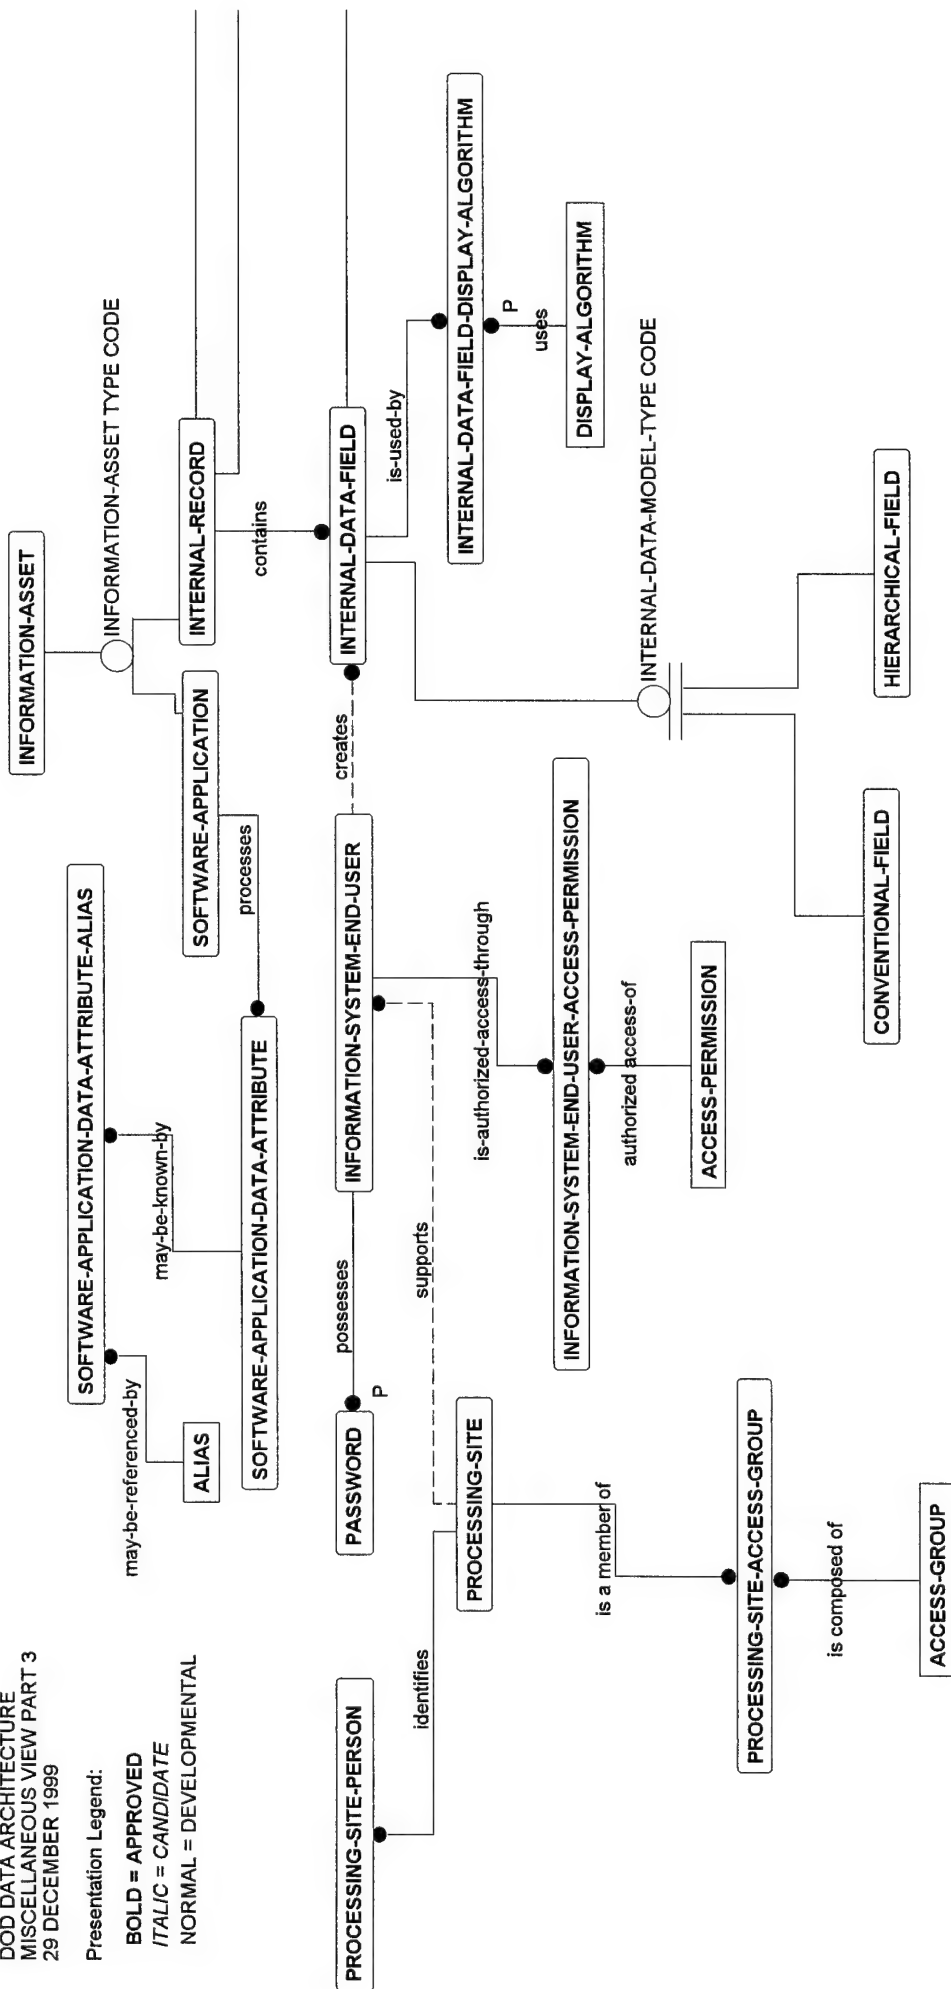 DOD DATA ARCHITECTURE
MISCELLANEOUS VIEW PART 3
29 DECEMBER 1999
Presentation Legend:
BOLD = APPROVED
ITALIC = CANDIDATE
NORMAL = DEVELOPMENTAL
INFORMATION-ASSET
INFORMATION-ASSET TYPE CODE
SOFTWARE-APPLICATION-DATA-ATTRIBUTE-ALIAS
may-be-referenced-by
may-be-known-by
ALIAS
SOFTWARE-APPLICATION
INTERNAL-RECORD
processes
contains
SOFTWARE-APPLICATION-DATA-ATTRIBUTE
PROCESSING-SITE-PERSON
PASSWORD
P
possesses
INFORMATION-SYSTEM-END-USER
creates
INTERNAL-DATA-FIELD
is-used-by
identifies
supports
PROCESSING-SITE
is-authorized-access-through
INTERNAL-DATA-FIELD-DISPLAY-ALGORITHM
P
uses
DISPLAY-ALGORITHM
INFORMATION-SYSTEM-END-USER-ACCESS-PERMISSION
is a member of
authorized access-of
INTERNAL-DATA-MODEL-TYPE CODE
ACCESS-PERMISSION
PROCESSING-SITE-ACCESS-GROUP
is composed of
CONVENTIONAL-FIELD
HIERARCHICAL-FIELD
ACCESS-GROUP